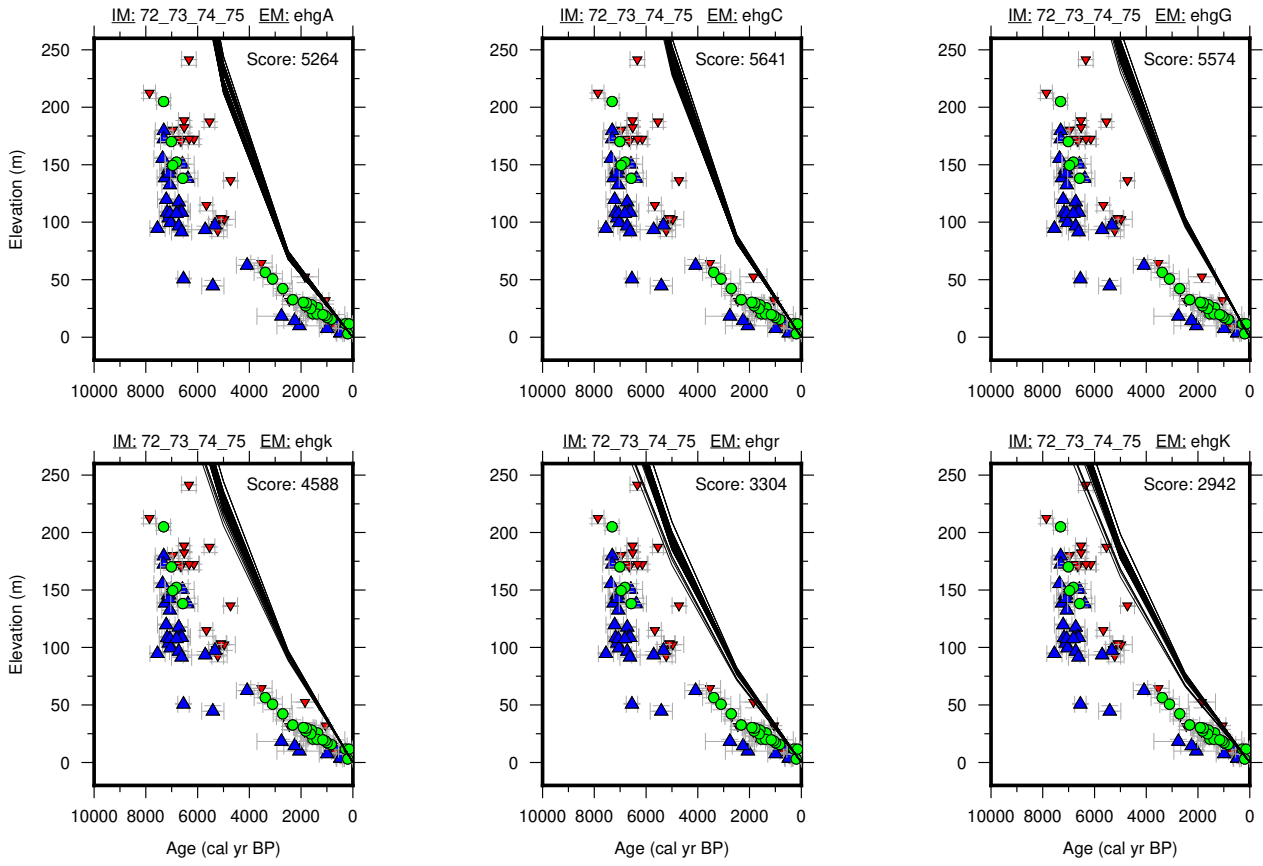 IM: 72_73_74_75 EM: ehgA
IM: 72_73_74_75 EM: ehgC
IM: 72_73_74_75 EM: ehgG
Score: 5264
Score: 5641
Score: 5574
Elevation (m)
250
200
150
100
50
0
250
200
150
100
50
0
250
200
150
100
50
0
10000 8000 6000 4000 2000 0
10000 8000 6000 4000 2000 0
10000 8000 6000 4000 2000 0
IM: 72_73_74_75 EM: ehgk
IM: 72_73_74_75 EM: ehgr
IM: 72_73_74_75 EM: ehgK
Score: 4588
Score: 3304
Score: 2942
Elevation (m)
250
200
150
100
50
0
250
200
150
100
50
0
250
200
150
100
50
0
10000 8000 6000 4000 2000 0
10000 8000 6000 4000 2000 0
10000 8000 6000 4000 2000 0
Age (cal yr BP)
Age (cal yr BP)
Age (cal yr BP)